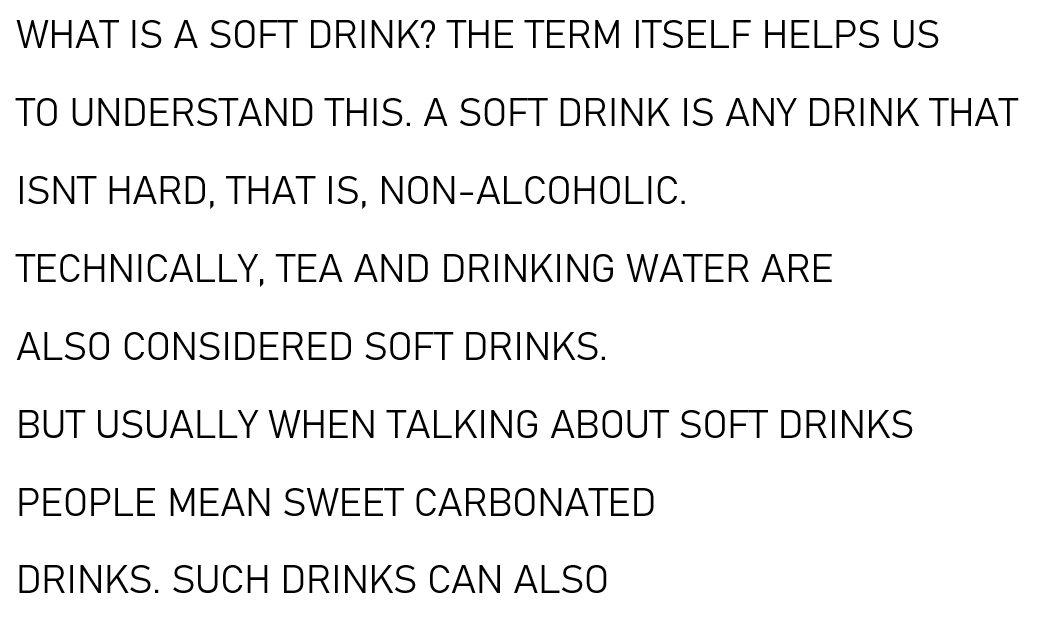 WHAT IS A SOFT DRINK? THE TERM ITSELF HELPS US
TO UNDERSTAND THIS. A SOFT DRINK IS ANY DRINK THAT
ISNT HARD, THAT IS, NON-ALCOHOLIC.
TECHNICALLY, TEA AND DRINKING WATER ARE
ALSO CONSIDERED SOFT DRINKS.
BUT USUALLY WHEN TALKING ABOUT SOFT DRINKS
PEOPLE MEAN SWEET CARBONATED
DRINKS. SUCH DRINKS CAN ALSO